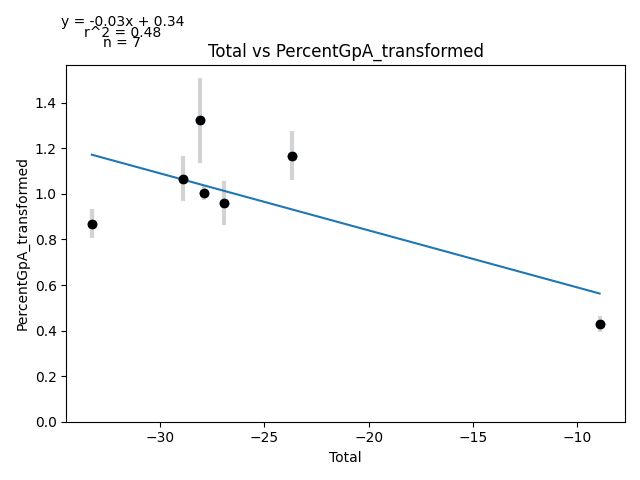 y = -0.03x + 0.34
r^2 = 0.48
n = 7
Total vs PercentGpA_transformed
PercentGpA_transformed
1.4
1.2
1.0
0.8
0.6
0.4
0.2
0.0
−30
−25
−20
−15
−10
Total